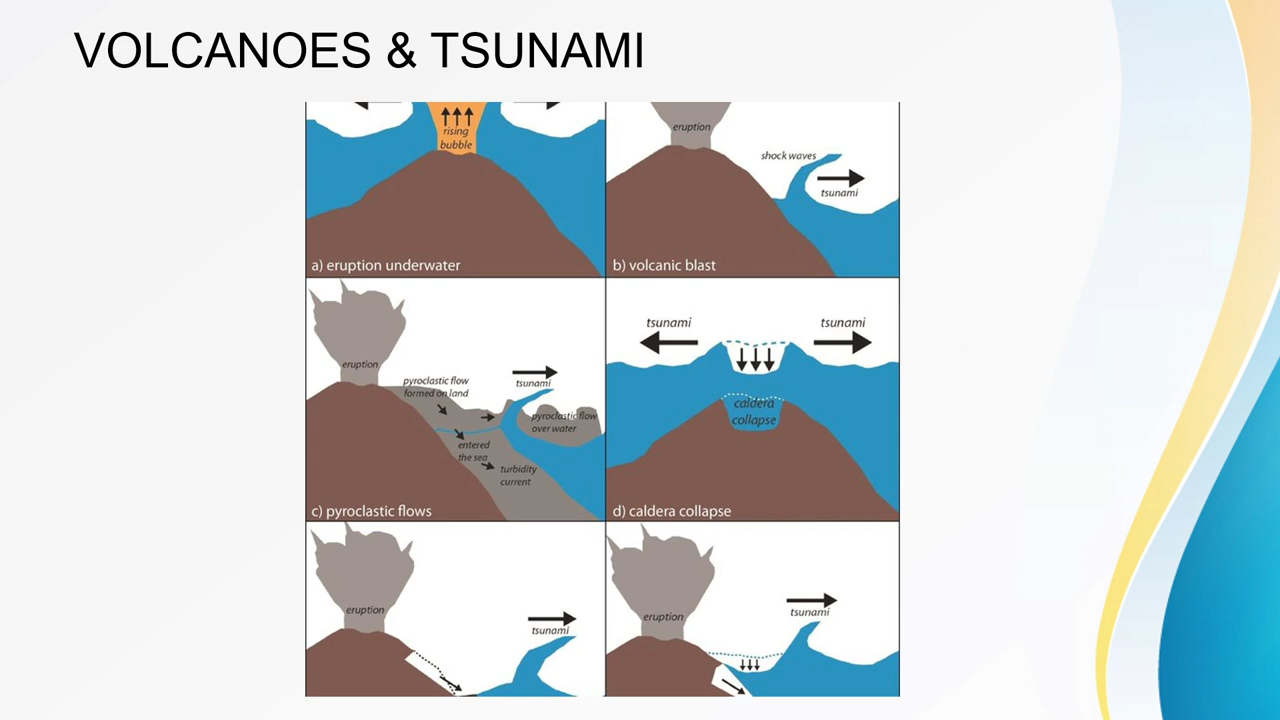 VOLCANOES & TSUNAMI
rising
bubble
a) eruption underwater
eruption
shock waves
tsunami
b) volcanic blast
eruption
pyroclastic flow
formed on land
tsunami
pyroclastic flow
over water
entered
the sea
turbidity
current
c) pyroclastic flows
tsunami
tsunami
caldera
collapse
d) caldera collapse
eruption
tsunami
eruption
tsunami